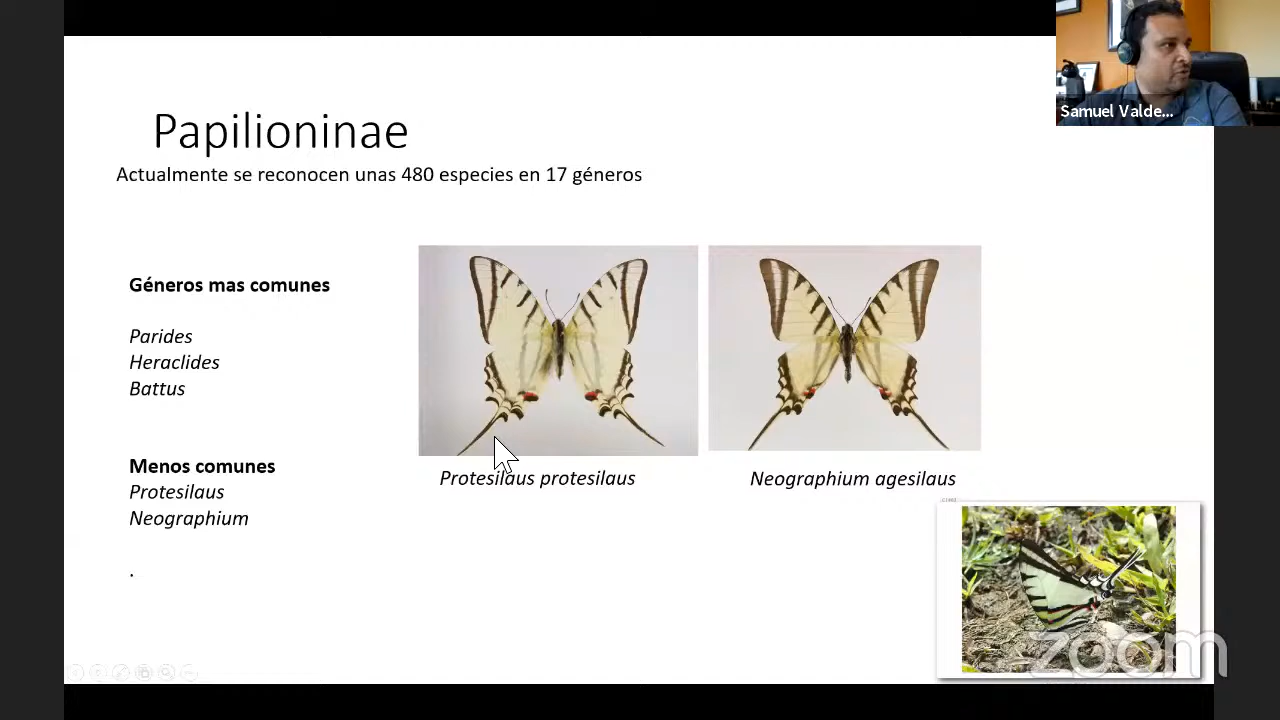 Samuel Valde...
Papilioninae
Actualmente se reconocen unas 480 especies en 17 géneros
Géneros mas comunes
Parides
Heraclides
Battus
Menos comunes
Protesilaus
Neographium
.
Protesilaus protesilaus
Neographium agesilaus
zoom